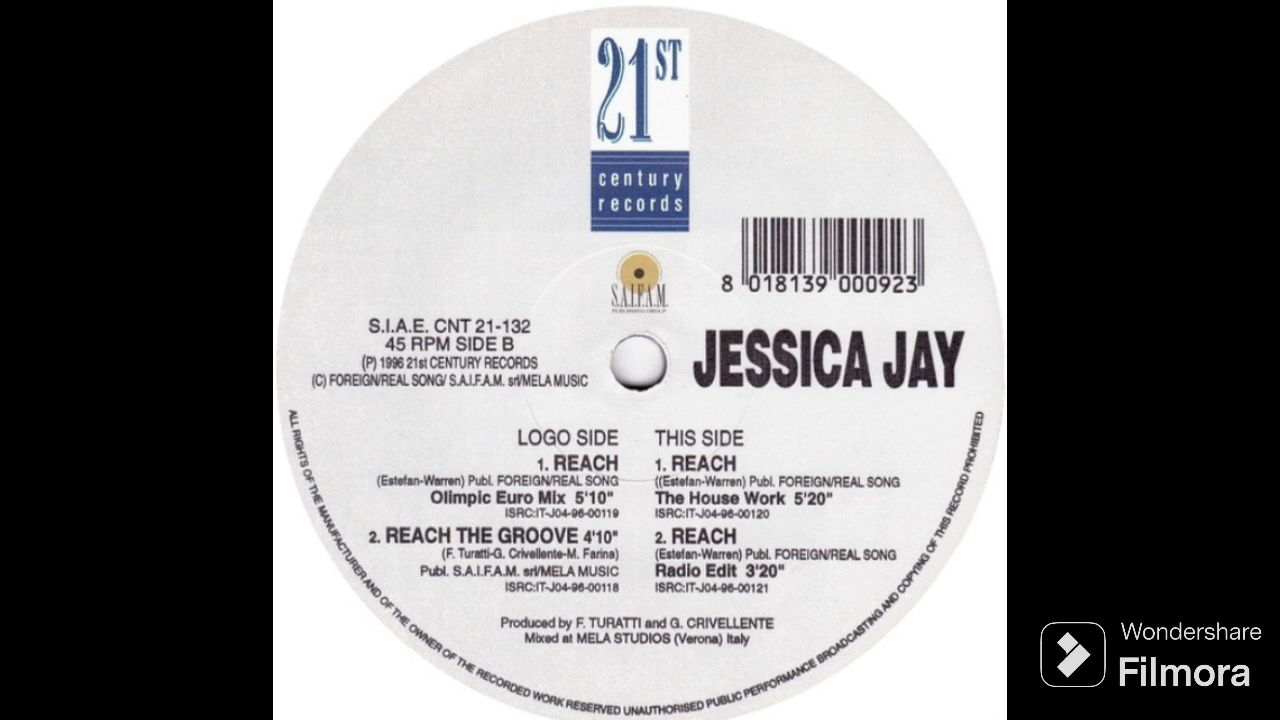 21ST
century
records
8 018139 000923
S.A.I.F.A.M.
PUBLISHING GROUP
S.I.A.E. CNT 21-132
45 RPM SIDE B
(P) 1996 21st CENTURY RECORDS
(C) FOREIGN/REAL SONG/ S.A.I.F.A.M. srl/MELA MUSIC
JESSICA JAY
LOGO SIDE
1. REACH
(Estefan-Warren) Publ. FOREIGN/REAL SONG
Olimpic Euro Mix 5'10"
ISRC:IT-J04-96-00119
2. REACH THE GROOVE 4'10"
(F. Turatti-G. Crivellente-M. Farina)
Publ. S.A.I.F.A.M. srl/MELA MUSIC
ISRC:IT-J04-96-00118
THIS SIDE
1. REACH
((Estefan-Warren) Publ. FOREIGN/REAL SONG
The House Work 5'20"
ISRC:IT-J04-96-00120
2. REACH
(Estefan-Warren) Publ. FOREIGN/REAL SONG
Radio Edit 3'20"
ISRC:IT-J04-96-00121
Produced by F. TURATTI and G. CRIVELLENTE
Mixed at MELA STUDIOS (Verona) Italy
ALL RIGHTS OF THE MANUFACTURER AND OF THE OWNER OF THE RECORDED WORK RESERVED UNAUTHORISED PUBLIC PERFORMANCE BROADCASTING AND COPYING OF THIS RECORD PROHIBITED
Wondershare
Filmora